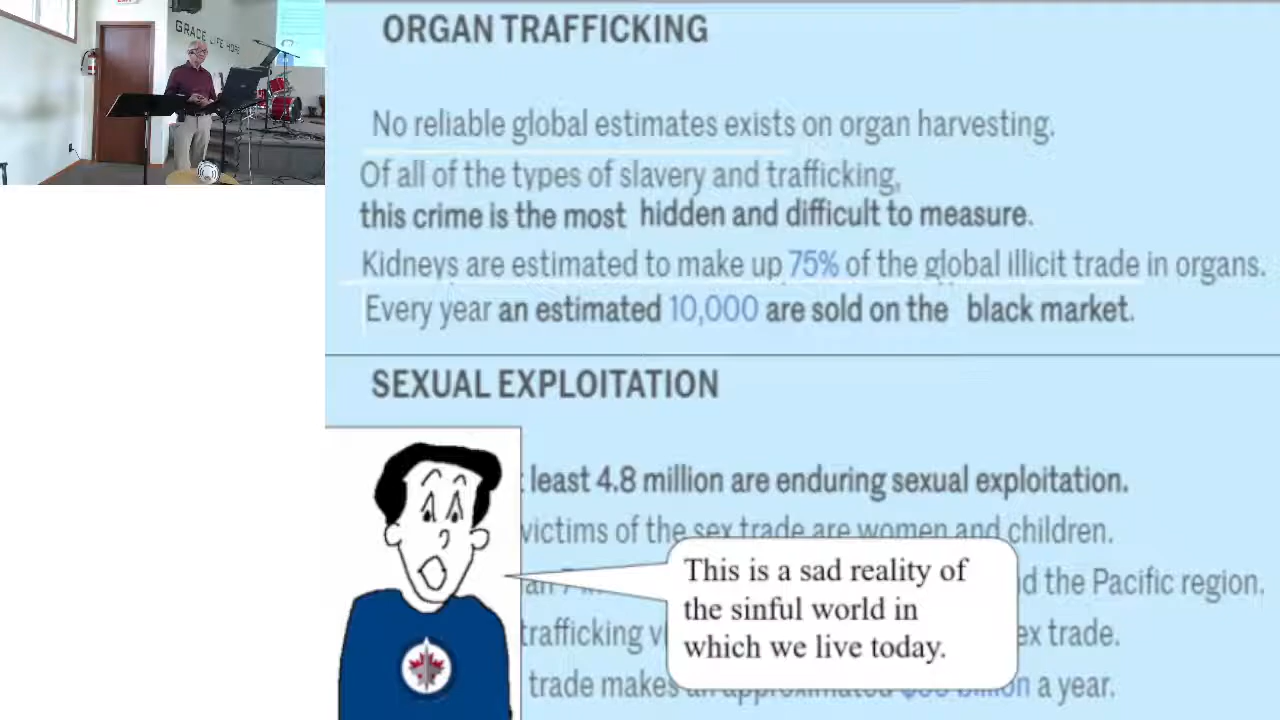 GRACE LIFE HOPE
ORGAN TRAFFICKING
No reliable global estimates exists on organ harvesting.
Of all of the types of slavery and trafficking,
this crime is the most hidden and difficult to measure.
Kidneys are estimated to make up 75% of the global illicit trade in organs.
Every year an estimated 10,000 are sold on the black market.
SEXUAL EXPLOITATION
least 4.8 million are enduring sexual exploitation.
victims of the sex trade are women and children.
d the Pacific region.
trafficking ex trade.
trade makes billion a year.
This is a sad reality of
the sinful world in
which we live today.